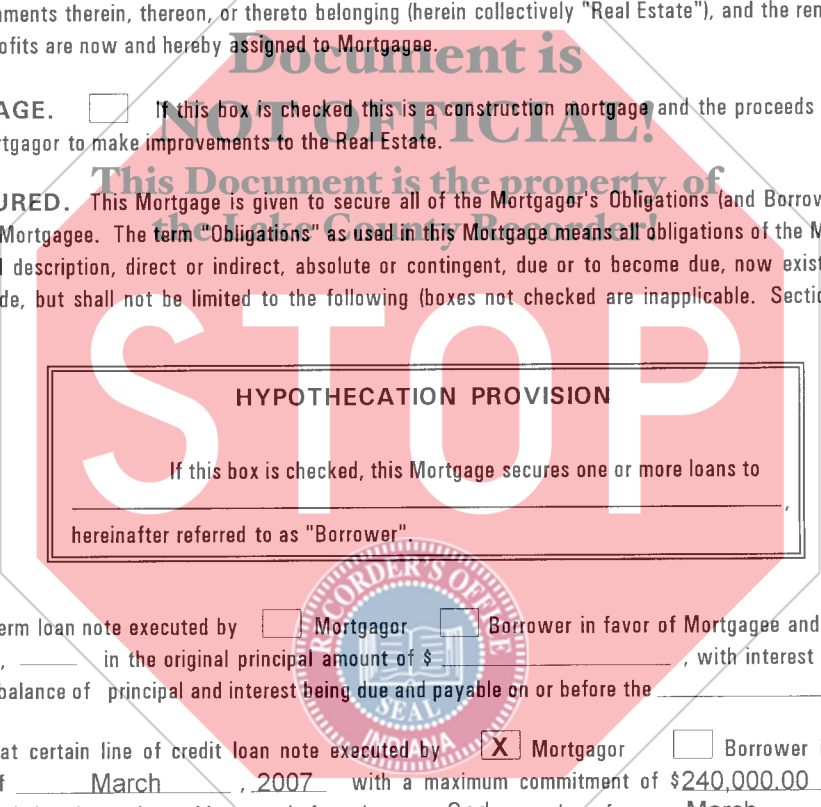 ments therein, thereon, or thereto belonging (herein collectively "Real Estate"), and the ren
ofits are now and hereby assigned to Mortgagee.
Document is
AGE. If this box is checked this is a construction mortgage and the proceeds
NOT OFFICIAL!
rtgagor to make improvements to the Real Estate.
This Document is the property of
URED. This Mortgage is given to secure all of the Mortgagor's Obligations (and Borrow
the Lake County Recorder!
Mortgagee. The term "Obligations" as used in this Mortgage means all obligations of the M
description, direct or indirect, absolute or contingent, due or to become due, now exist
de, but shall not be limited to the following (boxes not checked are inapplicable. Sectio
STOP
HYPOTHECATION PROVISION
If this box is checked, this Mortgage secures one or more loans to
,
hereinafter referred to as "Borrower".
RECORDER'S OFFICE
erm loan note executed by Mortgagor Borrower in favor of Mortgagee and
, in the original principal amount of $ , with interest
balance of principal and interest being due and payable on or before the
SEAL
INDIANA
at certain line of credit loan note executed by X Mortgagor Borrower
f March , 2007 with a maximum commitment of $240,000.00
March